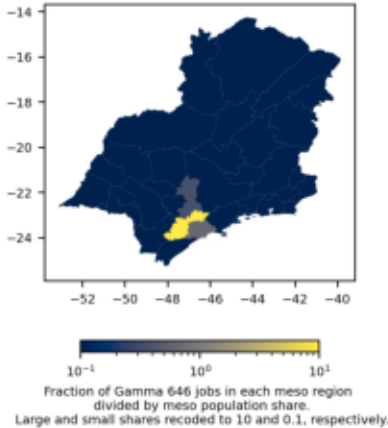 −14
−16
−18
−20
−22
−24
−52 −50 −48 −46 −44 −42 −40
10⁻¹ 10⁰ 10¹
Fraction of Gamma 646 jobs in each meso region
divided by meso population share.
Large and small shares recoded to 10 and 0.1, respectively.